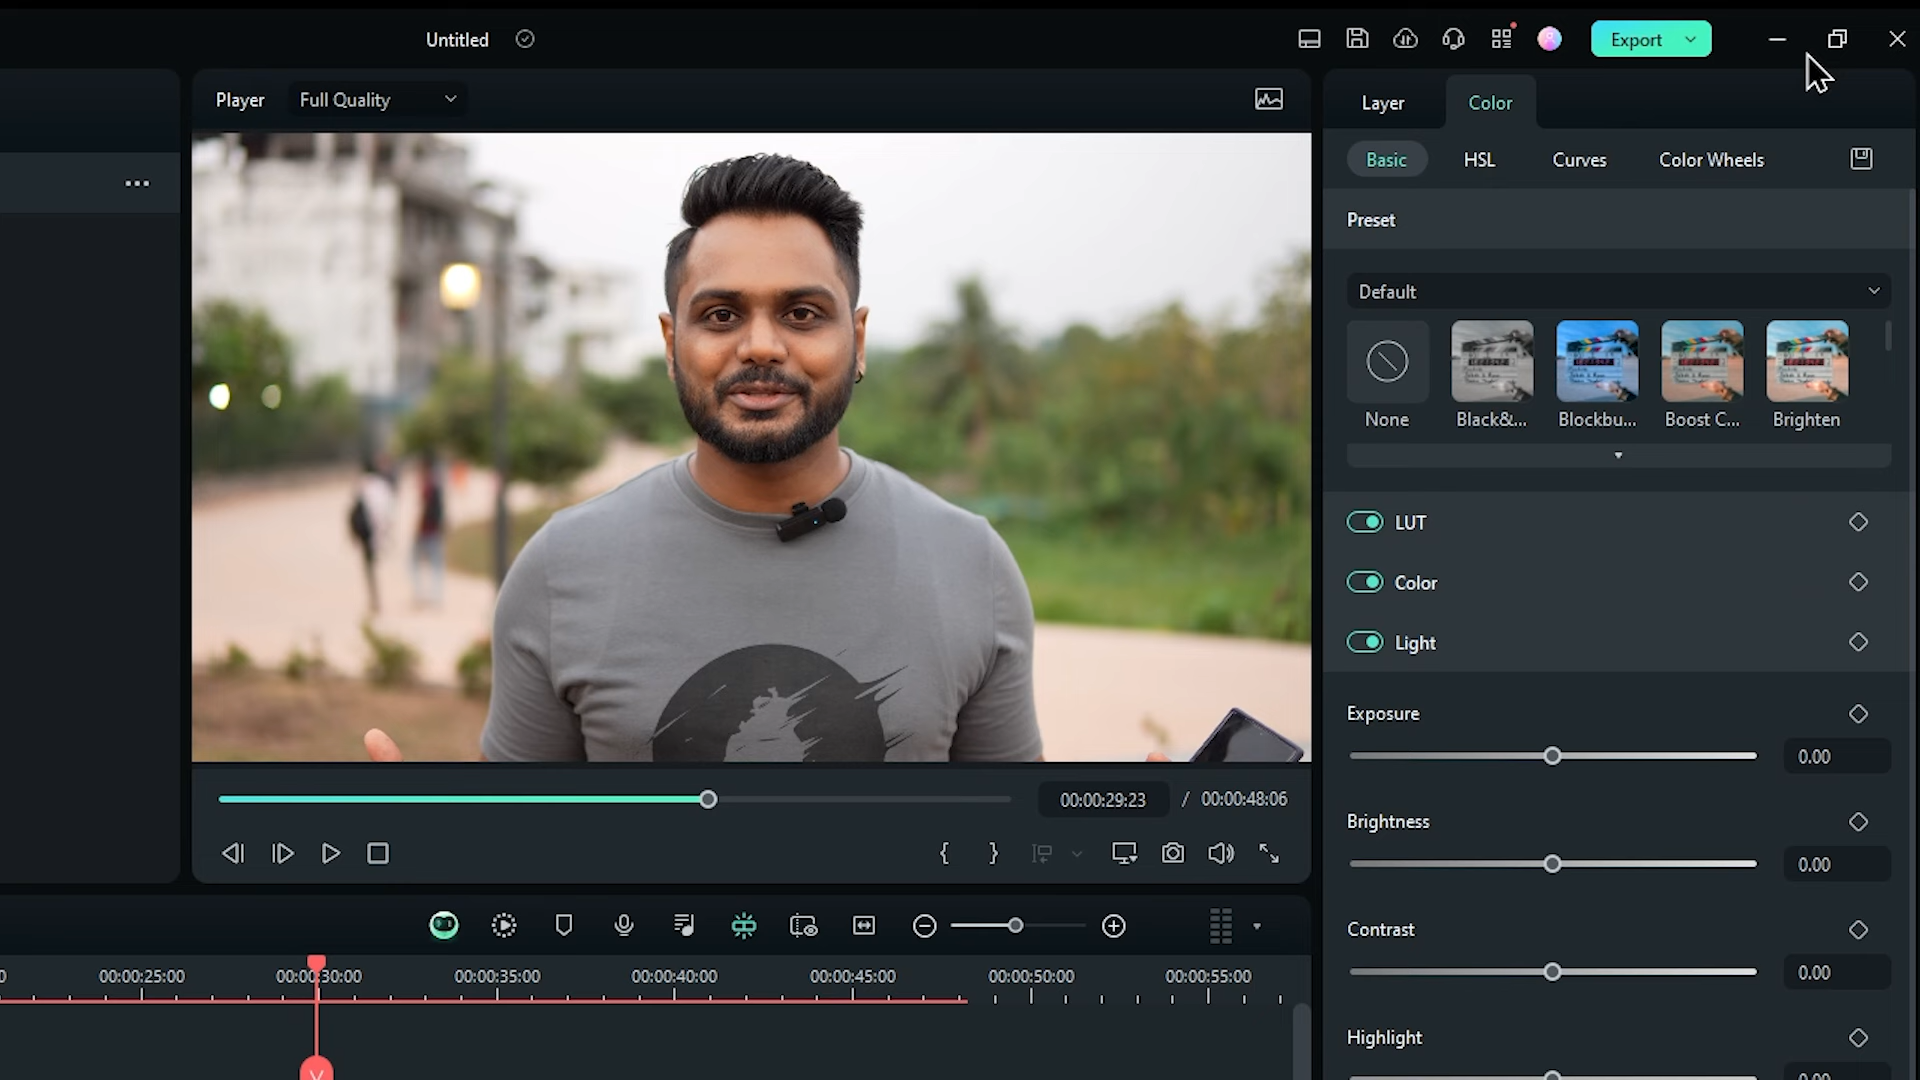 Untitled
Export
Player
Full Quality
Layer
Color
Basic
HSL
Curves
Color Wheels
Preset
Default
None
Black&...
Blockbu...
Boost C...
Brighten
LUT
Color
Light
Exposure
0.00
Brightness
0.00
Contrast
0.00
Highlight
0.00
00:00:29:23 / 00:00:48:06
00:00:25:00
00:00:30:00
00:00:35:00
00:00:40:00
00:00:45:00
00:00:50:00
00:00:55:00